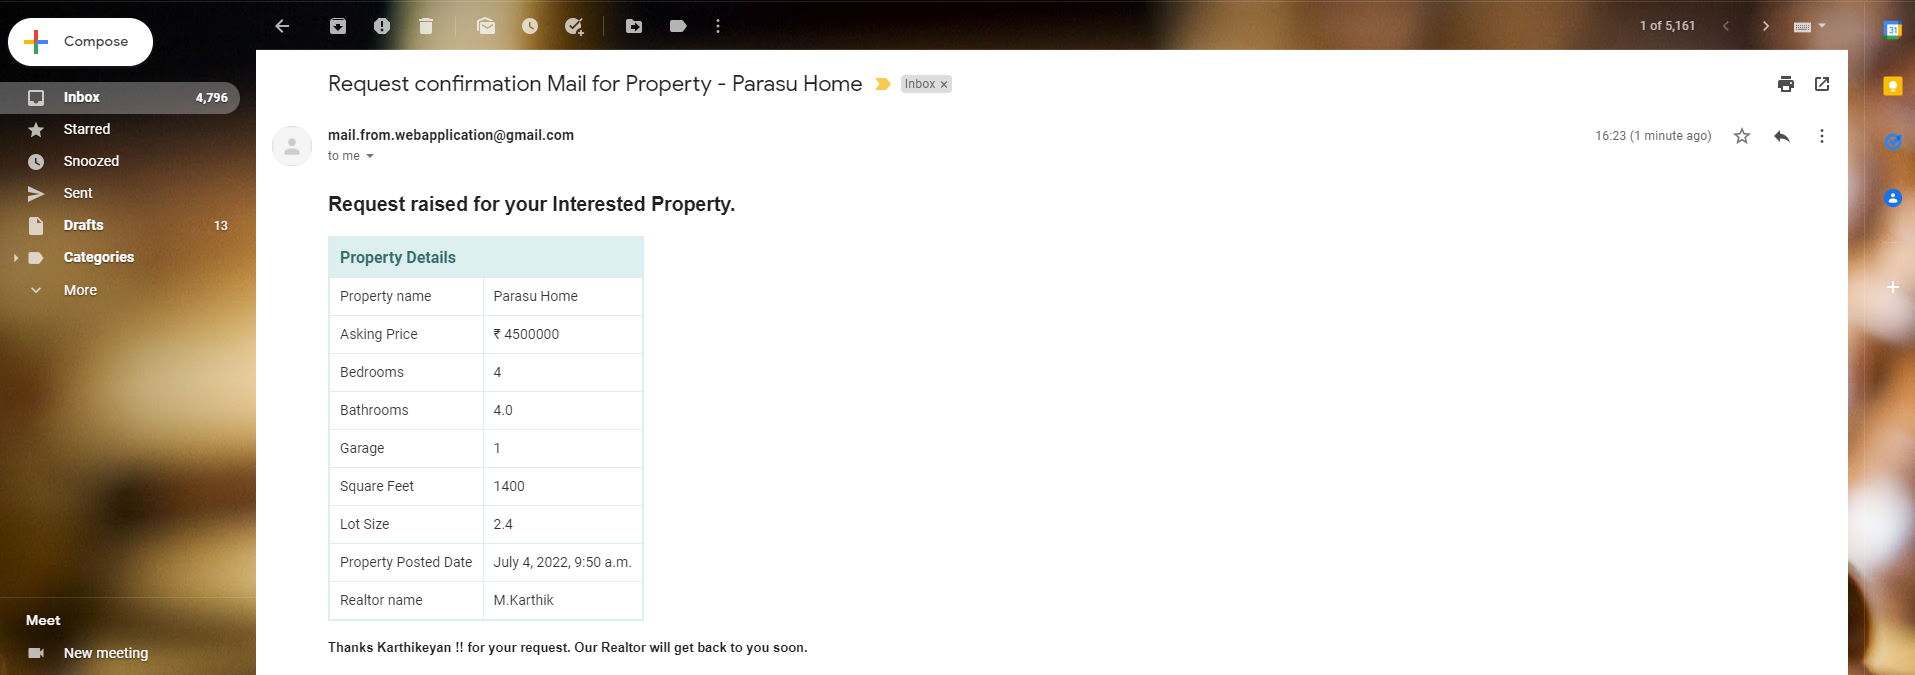 Compose
1 of 5,161
31
Inbox 4,796
Starred
Snoozed
Sent
Drafts 13
Categories
More
Meet
New meeting
Request confirmation Mail for Property - Parasu Home Inbox ×
mail.from.webapplication@gmail.com 16:23 (1 minute ago)
to me
Request raised for your Interested Property.
Property Details
Property name Parasu Home
Asking Price ₹ 4500000
Bedrooms 4
Bathrooms 4.0
Garage 1
Square Feet 1400
Lot Size 2.4
Property Posted Date July 4, 2022, 9:50 a.m.
Realtor name M.Karthik
Thanks Karthikeyan !! for your request. Our Realtor will get back to you soon.